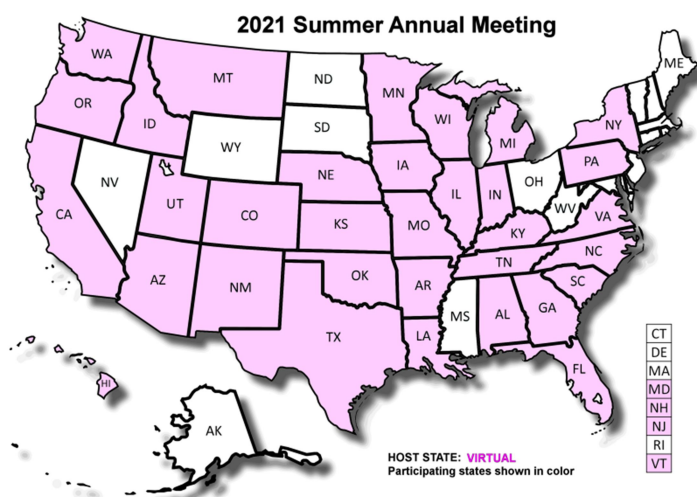 2021 Summer Annual Meeting
WA
MT
ND
MN
ME
OR
ID
SD
WI
MI
NY
WY
NE
IA
PA
NV
UT
CO
IL
IN
OH
WV
VA
CA
KS
MO
KY
NC
TN
AZ
NM
OK
AR
SC
MS
AL
GA
TX
LA
FL
HI
AK
CT
DE
MA
MD
NH
NJ
RI
VT
HOST STATE: VIRTUAL
Participating states shown in color